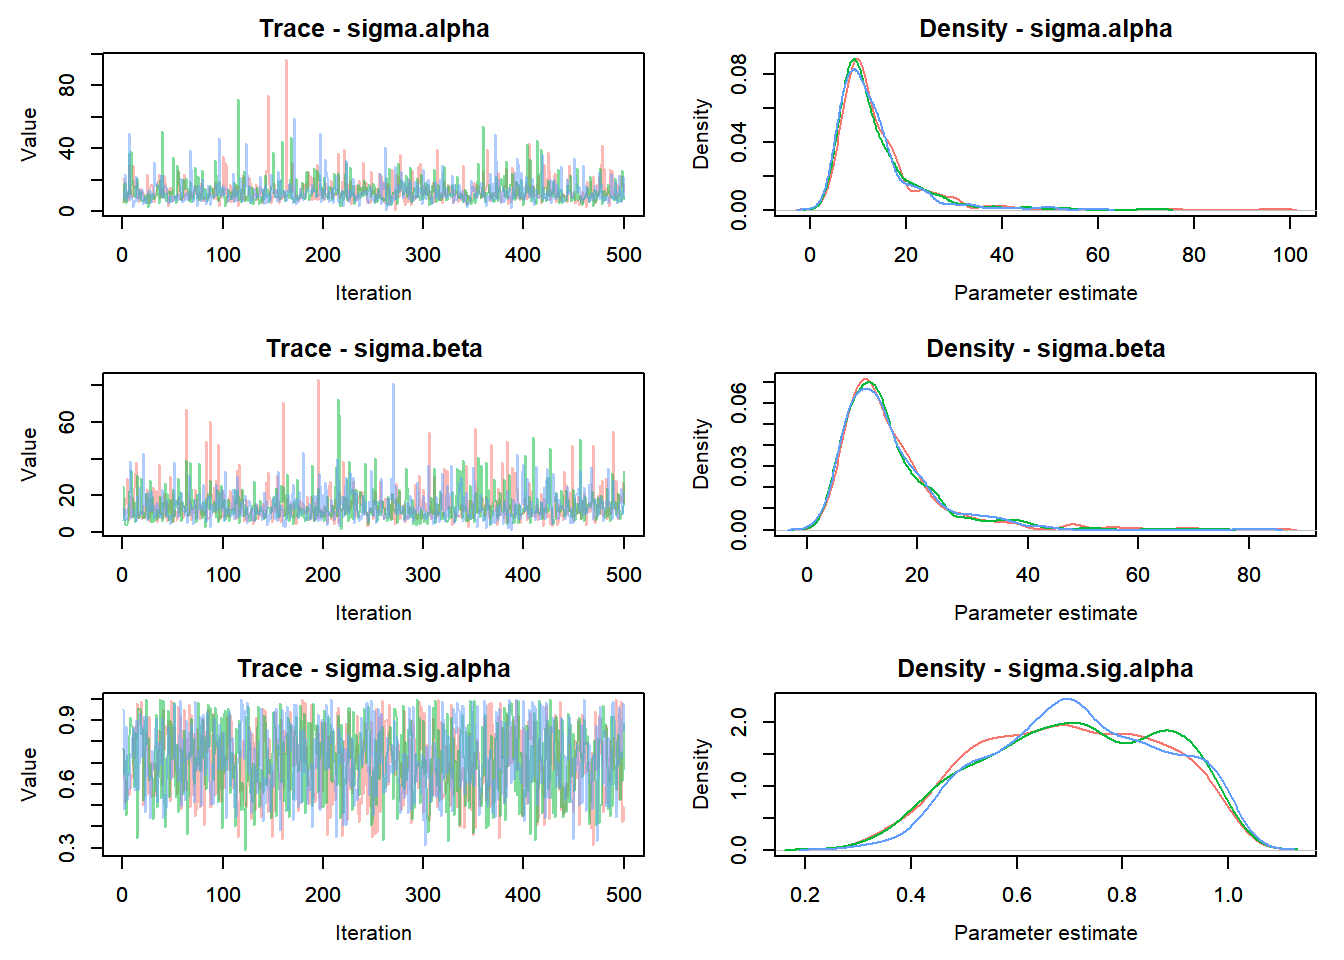 Trace - sigma.alpha
Value
0 40 80
0 100 200 300 400 500
Iteration
Density - sigma.alpha
Density
0.00 0.04 0.08
0 20 40 60 80 100
Parameter estimate
Trace - sigma.beta
Value
0 20 60
0 100 200 300 400 500
Iteration
Density - sigma.beta
Density
0.00 0.03 0.06
0 20 40 60 80
Parameter estimate
Trace - sigma.sig.alpha
Value
0.3 0.6 0.9
0 100 200 300 400 500
Iteration
Density - sigma.sig.alpha
Density
0.0 1.0 2.0
0.2 0.4 0.6 0.8 1.0
Parameter estimate